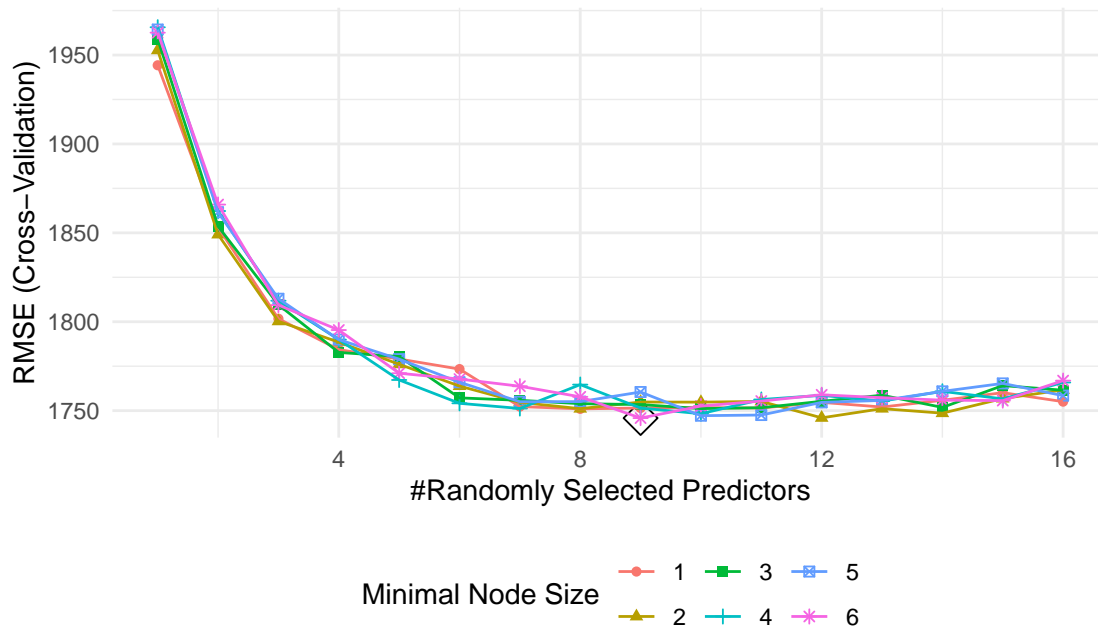 1950
1900
1850
1800
1750
RMSE (Cross−Validation)
4 8 12 16
#Randomly Selected Predictors
Minimal Node Size
1 3 5
2 4 6